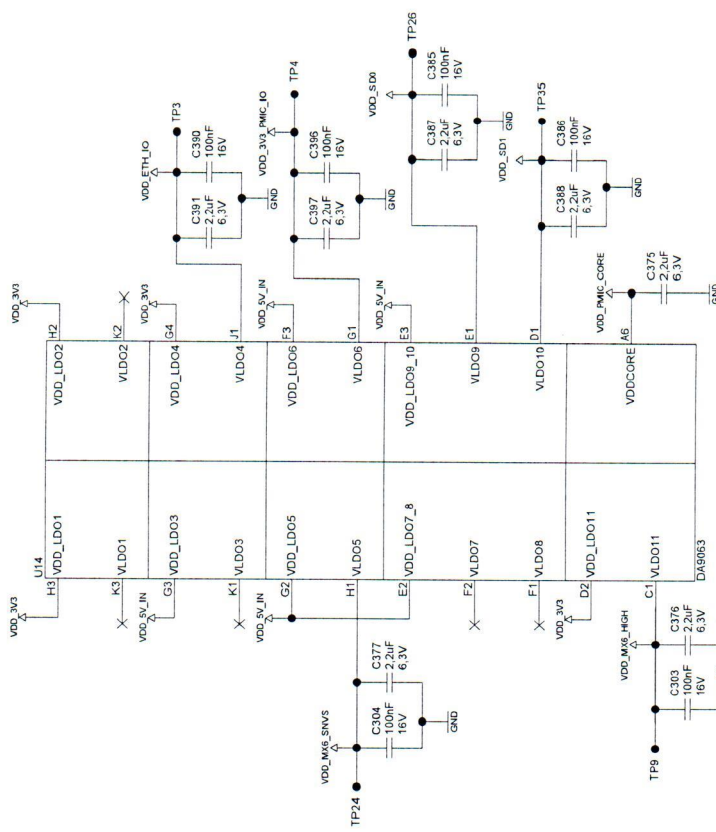 U14
VDD_3V3
H3
VDD_LDO1
VDD_LDO2
H2
VDD_3V3
K3
VLDO1
VLDO2
K2
VDD_5V_IN
G3
VDD_LDO3
VDD_LDO4
G4
VDD_3V3
K1
VLDO3
VLDO4
J1
VDD_ETH_IO
TP3
C391
2,2uF
6,3V
C390
100nF
16V
GND
VDD_5V_IN
G2
VDD_LDO5
VDD_LDO6
F3
VDD_5V_IN
H1
VLDO5
VLDO6
G1
VDD_3V3_PMIC_IO
TP4
C397
2,2uF
6,3V
C396
100nF
16V
GND
VDD_MX6_SNVS
TP24
C304
100nF
16V
C377
2,2uF
6,3V
GND
E2
VDD_LDO7_8
VDD_LDO9_10
E3
VDD_5V_IN
F2
VLDO7
VLDO9
E1
VDD_SD0
TP26
C387
2,2uF
6,3V
C385
100nF
16V
GND
F1
VLDO8
VLDO10
D1
VDD_SD1
TP35
C388
2,2uF
6,3V
C386
100nF
16V
GND
VDD_3V3
D2
VDD_LDO11
C1
VLDO11
VDDCORE
A6
VDD_PMIC_CORE
C375
2,2uF
6,3V
GND
VDD_MX6_HIGH
TP9
C303
100nF
16V
C376
2,2uF
6,3V
DA9063